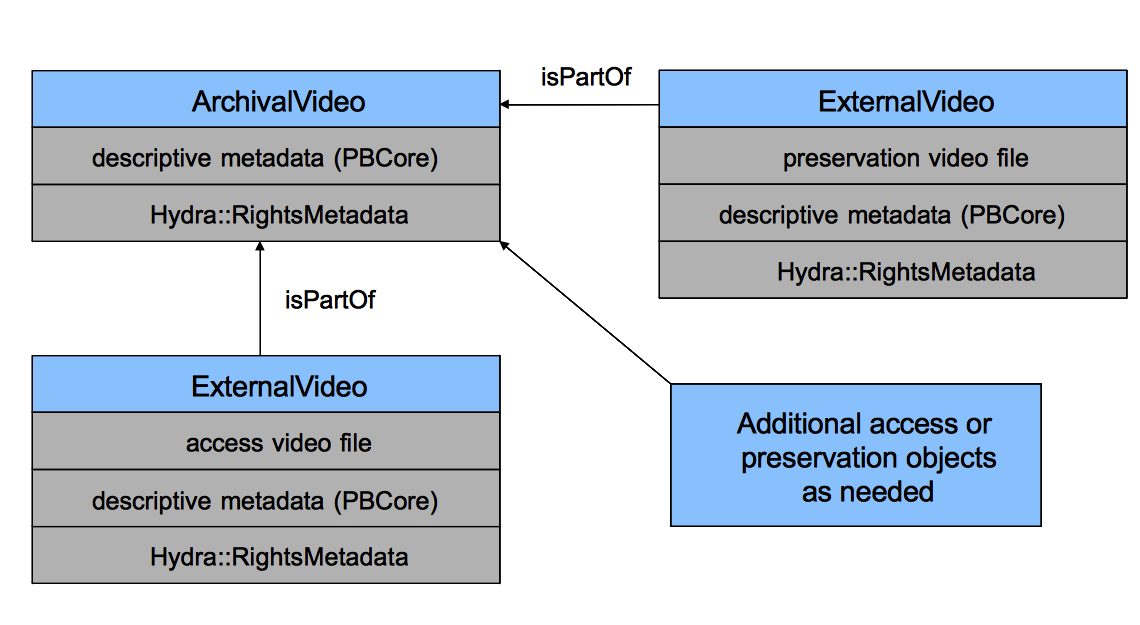 isPartOf
ArchivalVideo
descriptive metadata (PBCore)
Hydra::RightsMetadata
ExternalVideo
preservation video file
descriptive metadata (PBCore)
Hydra::RightsMetadata
isPartOf
ExternalVideo
access video file
descriptive metadata (PBCore)
Hydra::RightsMetadata
Additional access or
preservation objects
as needed